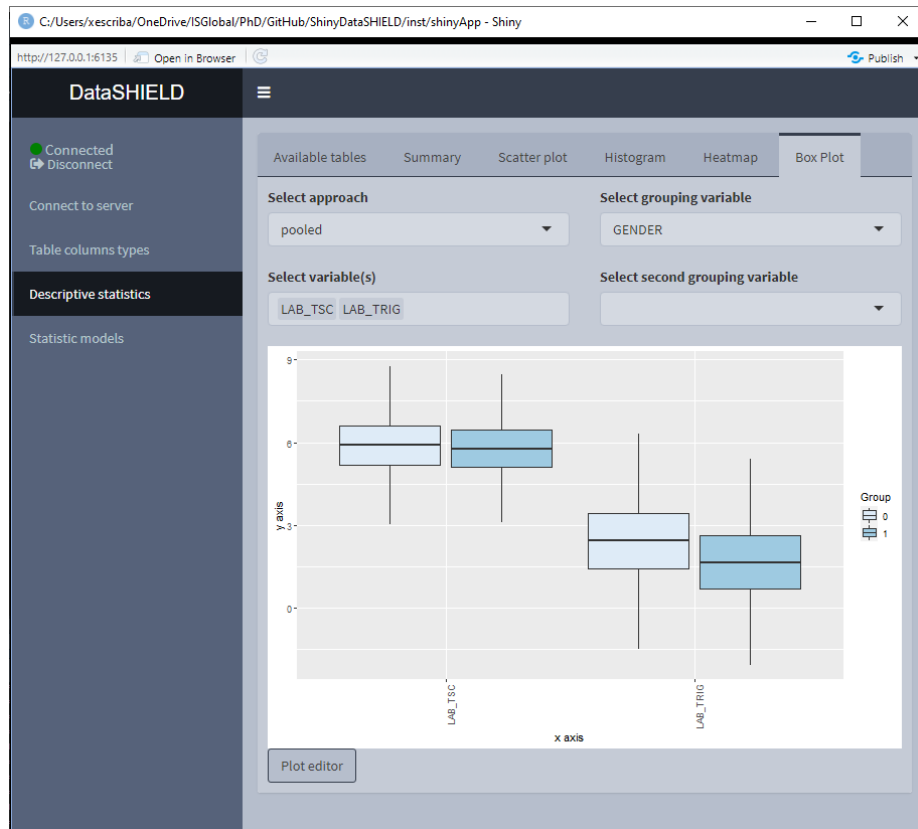 C:/Users/xescriba/OneDrive/ISGlobal/PhD/GitHub/ShinyDataSHIELD/inst/shinyApp - Shiny
http://127.0.0.1:6135 Open in Browser Publish
DataSHIELD
Connected
Disconnect
Connect to server
Table columns types
Descriptive statistics
Statistic models
Available tables Summary Scatter plot Histogram Heatmap Box Plot
Select approach
pooled
Select grouping variable
GENDER
Select variable(s)
LAB_TSC LAB_TRIG
Select second grouping variable
9
6
3
0
y axis
LAB_TSC
LAB_TRIG
x axis
Group
0
1
Plot editor